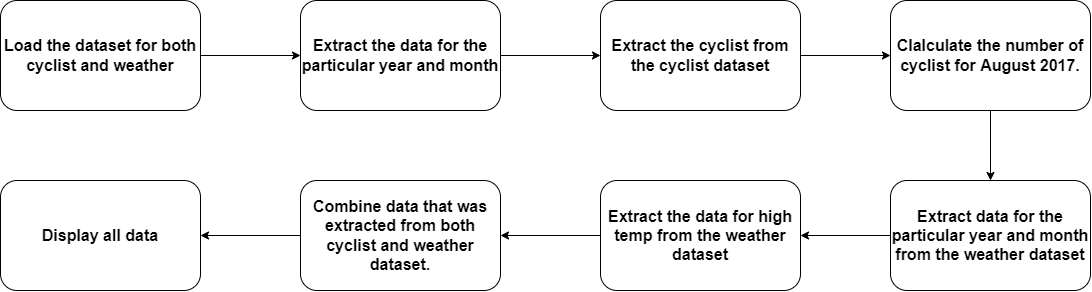 Load the dataset for both
cyclist and weather
Extract the data for the
particular year and month
Extract the cyclist from
the cyclist dataset
Clalculate the number of
cyclist for August 2017.
Extract data for the
particular year and month
from the weather dataset
Extract the data for high
temp from the weather
dataset
Combine data that was
extracted from both
cyclist and weather
dataset.
Display all data